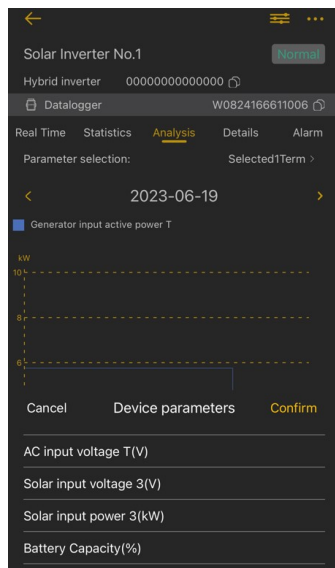 Solar Inverter No.1
Normal
Hybrid inverter 00000000000000
Datalogger W0824166611006
Real Time Statistics Analysis Details Alarm
Parameter selection: Selected1Term >
< 2023-06-19 >
Generator input active power T
kW
10
8
6
Cancel Device parameters Confirm
AC input voltage T(V)
Solar input voltage 3(V)
Solar input power 3(kW)
Battery Capacity(%)